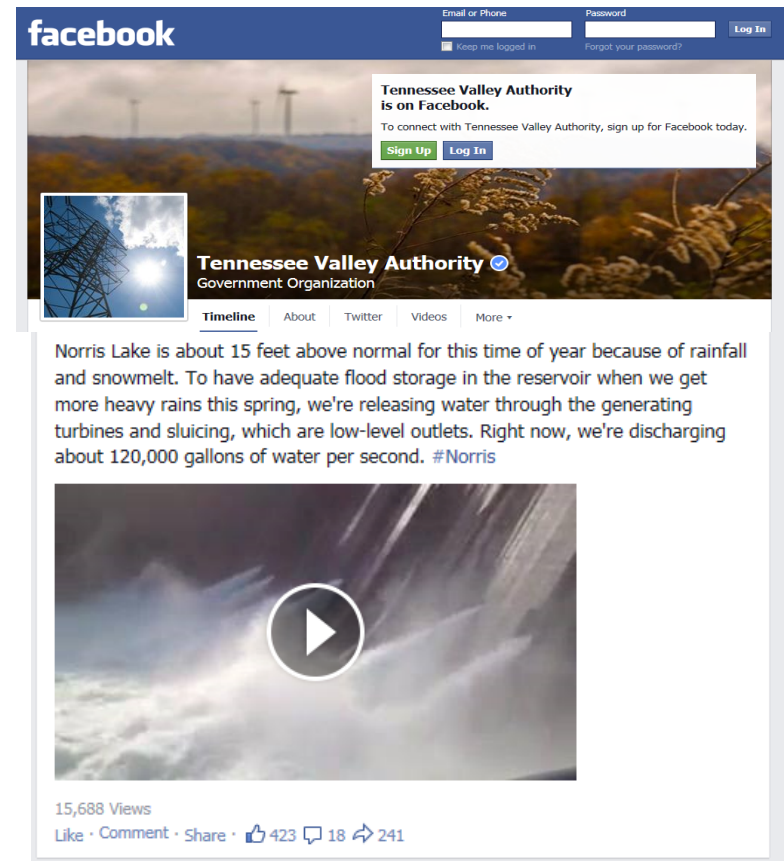 Email or Phone
Password
facebook
Log In
Keep me logged in
Forgot your password?
Tennessee Valley Authority
is on Facebook.
To connect with Tennessee Valley Authority, sign up for Facebook today.
Sign Up
Log In
Tennessee Valley Authority
Government Organization
Timeline
About
Twitter
Videos
More
Norris Lake is about 15 feet above normal for this time of year because of rainfall
and snowmelt. To have adequate flood storage in the reservoir when we get
more heavy rains this spring, we're releasing water through the generating
turbines and sluicing, which are low-level outlets. Right now, we're discharging
about 120,000 gallons of water per second. #Norris
15,688 Views
Like · Comment · Share · 423 18 241